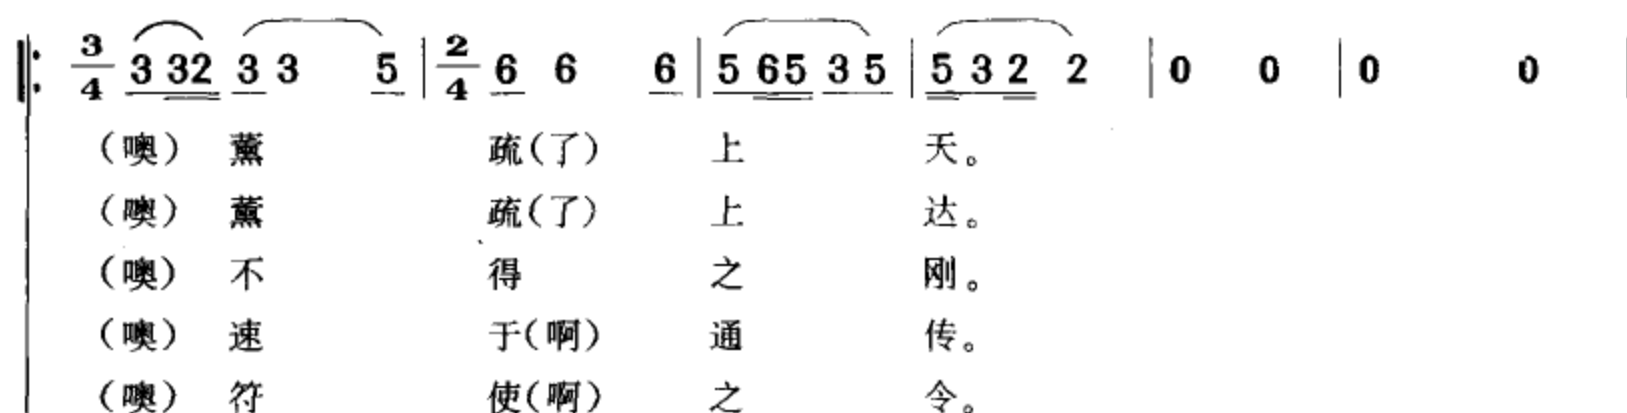 3/4 3 32 3 3 5 | 2/4 6 6 6 | 5 65 3 5 | 5 3 2 2 | 0 0 | 0 0
（噢）薰 疏（了）上 天。
（噢）薰 疏（了）上 达。
（噢）不 得 之 刚。
（噢）速 于（啊）通 传。
（噢）符 使（啊）之 令。